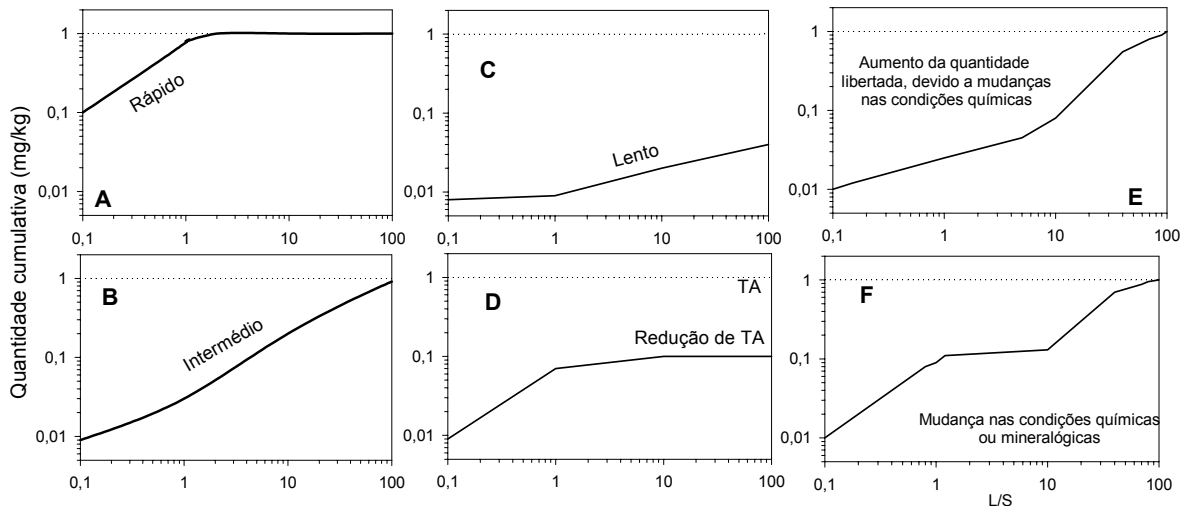 Quantidade cumulativa (mg/kg)
1
0,1
0,01
Rápido
A
0,1 1 10 100
1
0,1
0,01
C
Lento
0,1 1 10 100
1
0,1
0,01
Aumento da quantidade
libertada, devido a mudanças
nas condições químicas
E
0,1 1 10 100
1
0,1
0,01
B
Intermédio
0,1 1 10 100
1
0,1
0,01
D
TA
Redução de TA
0,1 1 10 100
1
0,1
0,01
F
Mudança nas condições químicas
ou mineralógicas
0,1 1 10 100
L/S